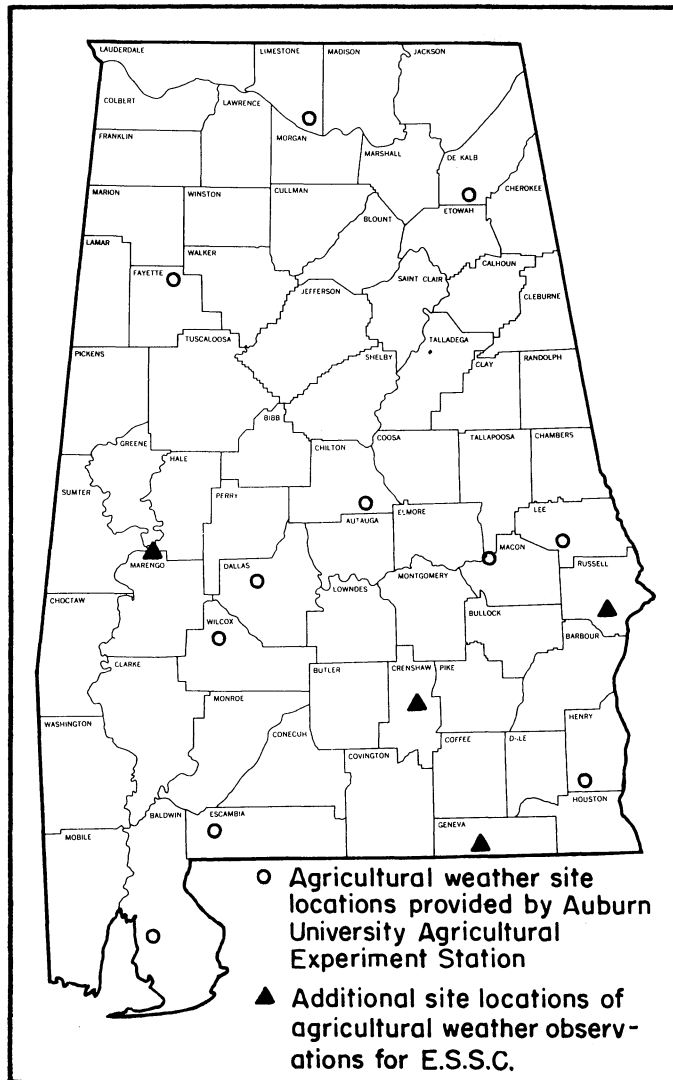 LAUDERDALE
LIMESTONE
MADISON
JACKSON
COLBERT
LAWRENCE
FRANKLIN
MORGAN
MARSHALL
DE KALB
CHEROKEE
MARION
WINSTON
CULLMAN
ETOWAH
BLOUNT
LAMAR
WALKER
FAYETTE
SAINT CLAIR
CALHOUN
JEFFERSON
CLEBURNE
TUSCALOOSA
TALLADEGA
PICKENS
SHELBY
CLAY
RANDOLPH
BIBB
GREENE
HALE
CHILTON
COOSA
TALLAPOOSA
CHAMBERS
SUMTER
PERRY
AUTAUGA
ELMORE
LEE
MACON
MARENGO
DALLAS
MONTGOMERY
RUSSELL
LOWNDES
CHOCTAW
BULLOCK
WILCOX
BARBOUR
CLARKE
BUTLER
CRENSHAW
PIKE
MONROE
WASHINGTON
CONECUH
COFFEE
HENRY
COVINGTON
HOUSTON
BALDWIN
ESCAMBIA
GENEVA
MOBILE
Agricultural weather site
locations provided by Auburn
University Agricultural
Experiment Station
Additional site locations of
agricultural weather observ-
ations for E.S.S.C.